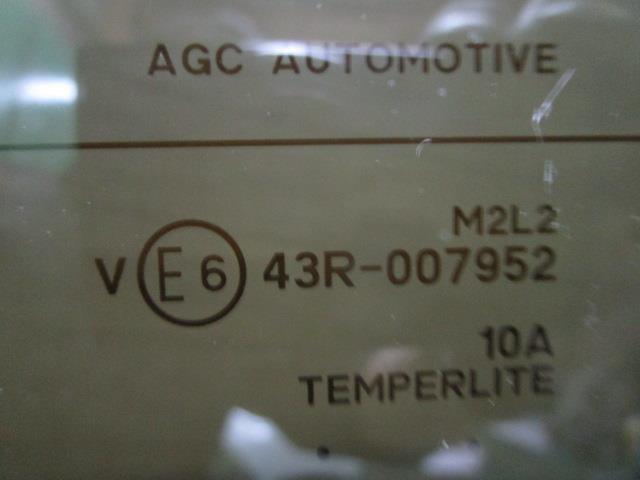 AGC AUTOMOTIVE
M2L2
V E6 43R-007952
10A
TEMPERLITE